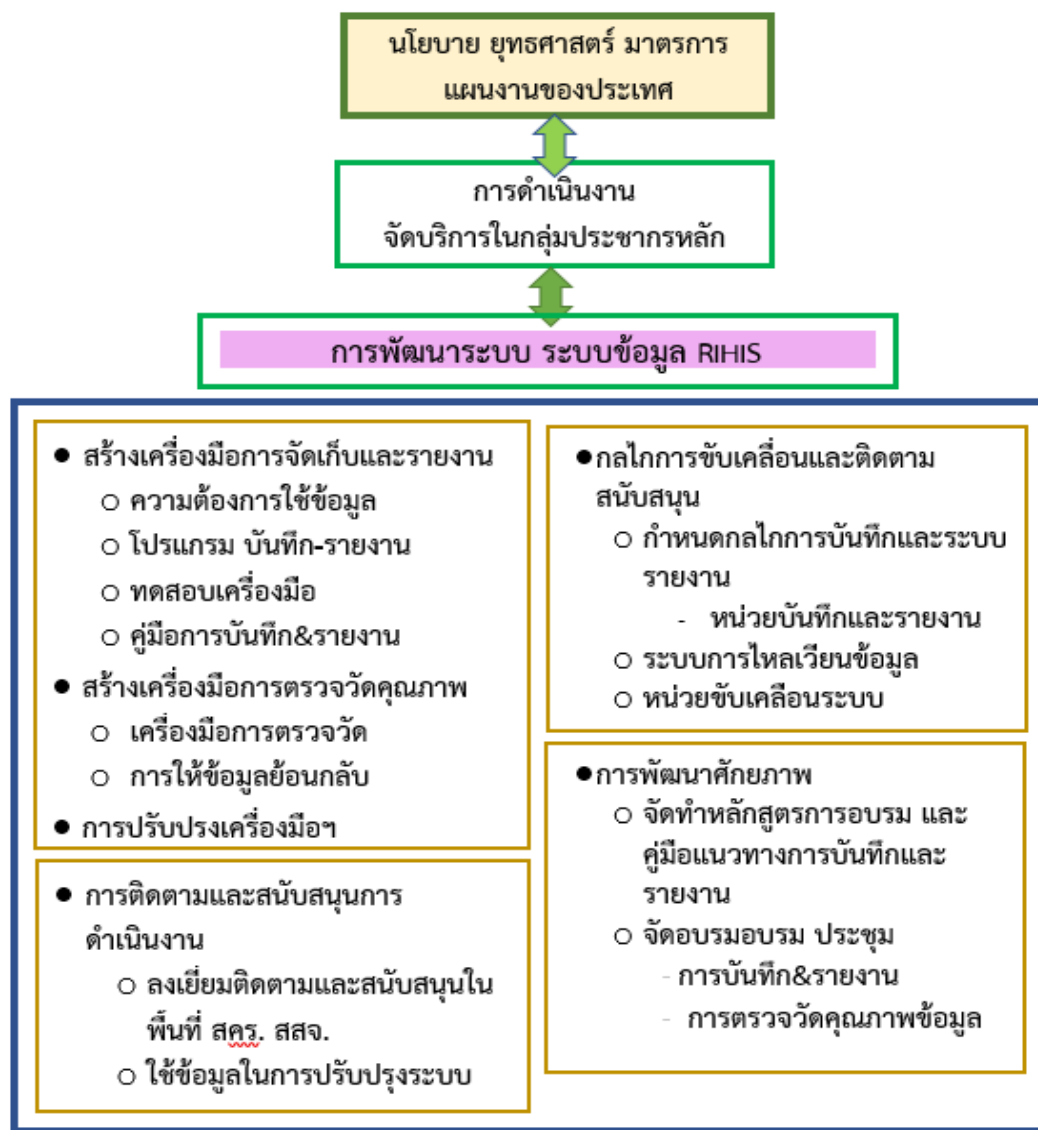 นโยบาย ยุทธศาสตร์ มาตรการ
แผนงานของประเทศ
การดำเนินงาน
จัดบริการในกลุ่มประชากรหลัก
การพัฒนาระบบ ระบบข้อมูล RIHIS
● สร้างเครื่องมือการจัดเก็บและรายงาน
○ ความต้องการใช้ข้อมูล
○ โปรแกรม บันทึก-รายงาน
○ ทดสอบเครื่องมือ
○ คู่มือการบันทึก&รายงาน
● สร้างเครื่องมือการตรวจวัดคุณภาพ
○ เครื่องมือการตรวจวัด
○ การให้ข้อมูลย้อนกลับ
● การปรับปรงเครื่องมือฯ
● การติดตามและสนับสนุนการ
ดำเนินงาน
○ ลงเยี่ยมติดตามและสนับสนุนใน
พื้นที่ สคร. สสจ.
○ ใช้ข้อมูลในการปรับปรุงระบบ
●กลไกการขับเคลื่อนและติดตาม
สนับสนุน
○ กำหนดกลไกการบันทึกและระบบ
รายงาน
- หน่วยบันทึกและรายงาน
○ ระบบการไหลเวียนข้อมูล
○ หน่วยขับเคลือนระบบ
●การพัฒนาศักยภาพ
○ จัดทำหลักสูตรการอบรม และ
คู่มือแนวทางการบันทึกและ
รายงาน
○ จัดอบรมอบรม ประชุม
- การบันทึก&รายงาน
- การตรวจวัดคุณภาพข้อมูล